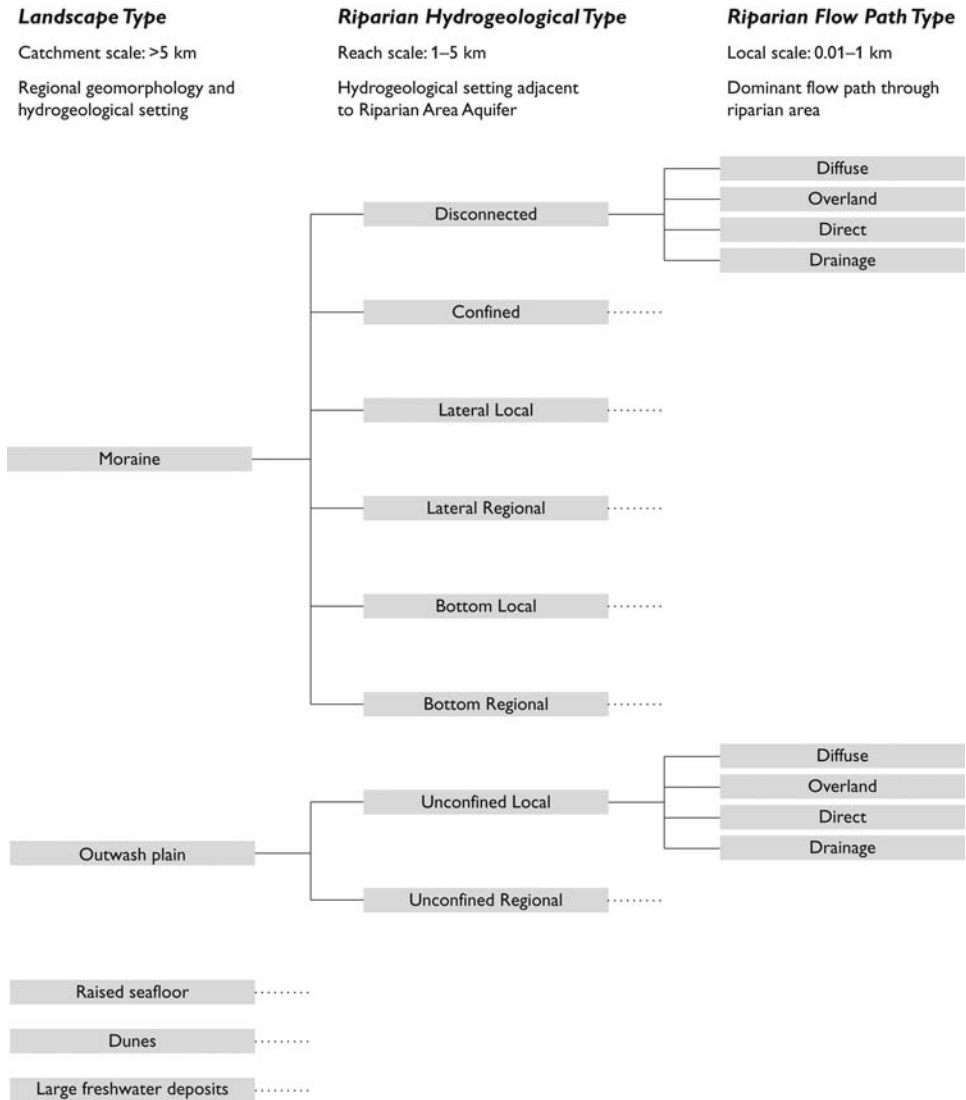 Landscape Type
Catchment scale: >5 km
Regional geomorphology and
hydrogeological setting
Riparian Hydrogeological Type
Reach scale: 1–5 km
Hydrogeological setting adjacent
to Riparian Area Aquifer
Riparian Flow Path Type
Local scale: 0.01–1 km
Dominant flow path through
riparian area
Moraine
Disconnected
Diffuse
Overland
Direct
Drainage
Confined
Lateral Local
Lateral Regional
Bottom Local
Bottom Regional
Outwash plain
Unconfined Local
Diffuse
Overland
Direct
Drainage
Unconfined Regional
Raised seafloor
Dunes
Large freshwater deposits